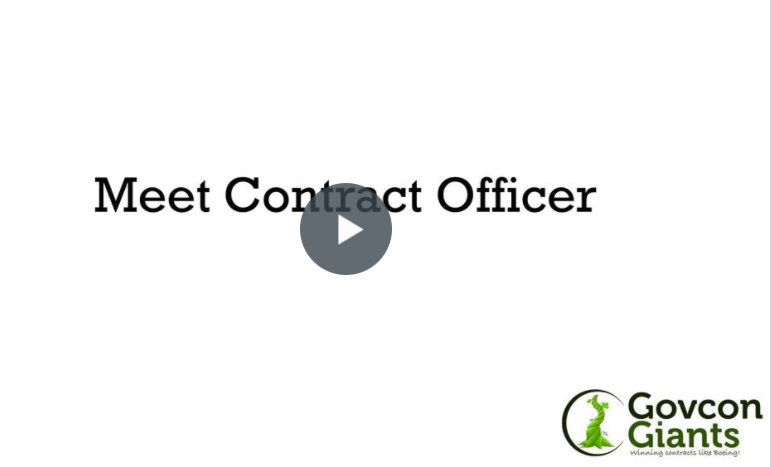 Meet Contract Officer
Govcon
Giants
Winning contracts like Boeing!